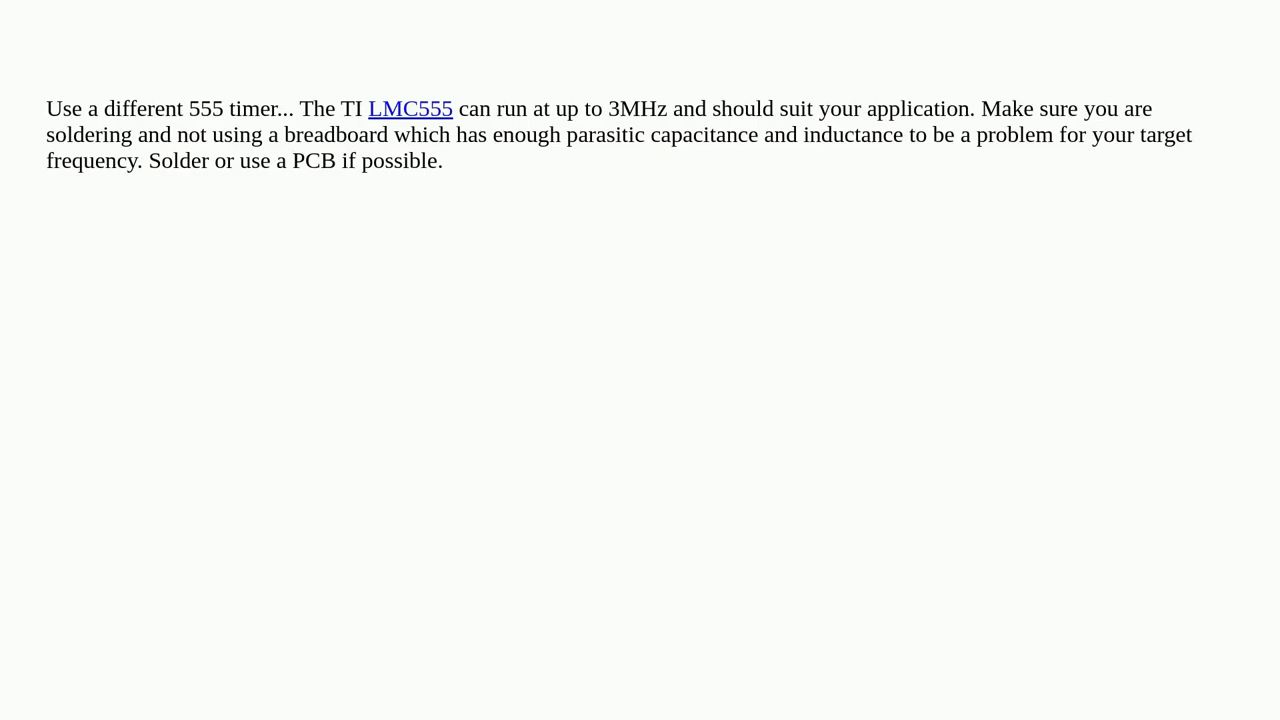 Use a different 555 timer... The TI LMC555 can run at up to 3MHz and should suit your application. Make sure you are
soldering and not using a breadboard which has enough parasitic capacitance and inductance to be a problem for your target
frequency. Solder or use a PCB if possible.